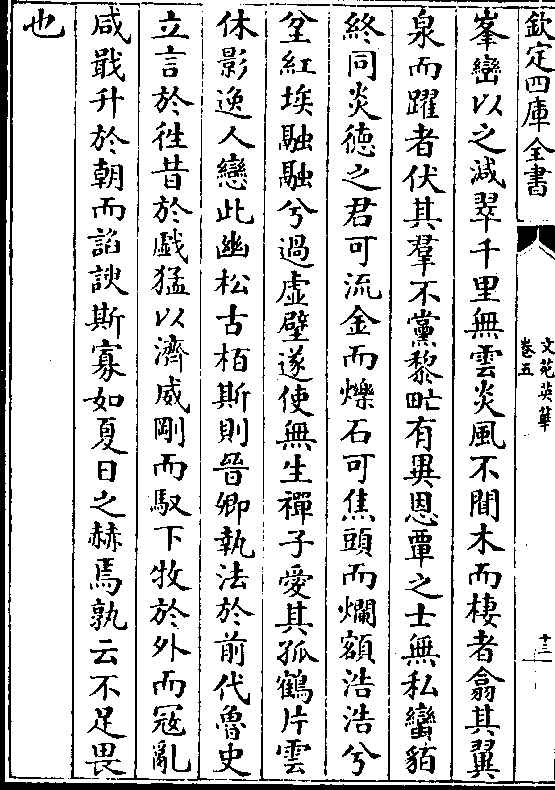 欽定四庫全書
文苑英華
卷五
十三
峯巒以之減翠千里無雲炎風不間木而棲者翕其翼
泉而躍者伏其羣不黨黎甿有異恩覃之士無私蠻貊
終同炎徳之君可流金而爍石可焦頭而爛額浩浩兮
坌紅埃融融兮過虛壁遂使無生禪子愛其孤鶴片雲
休影逸人戀此幽松古栢斯則晉卿執法於前代魯史
立言於徃昔於戲猛以濟威剛而馭下牧於外而冦亂
咸戢升於朝而諂諛斯寡如夏日之赫焉孰云不足畏
也